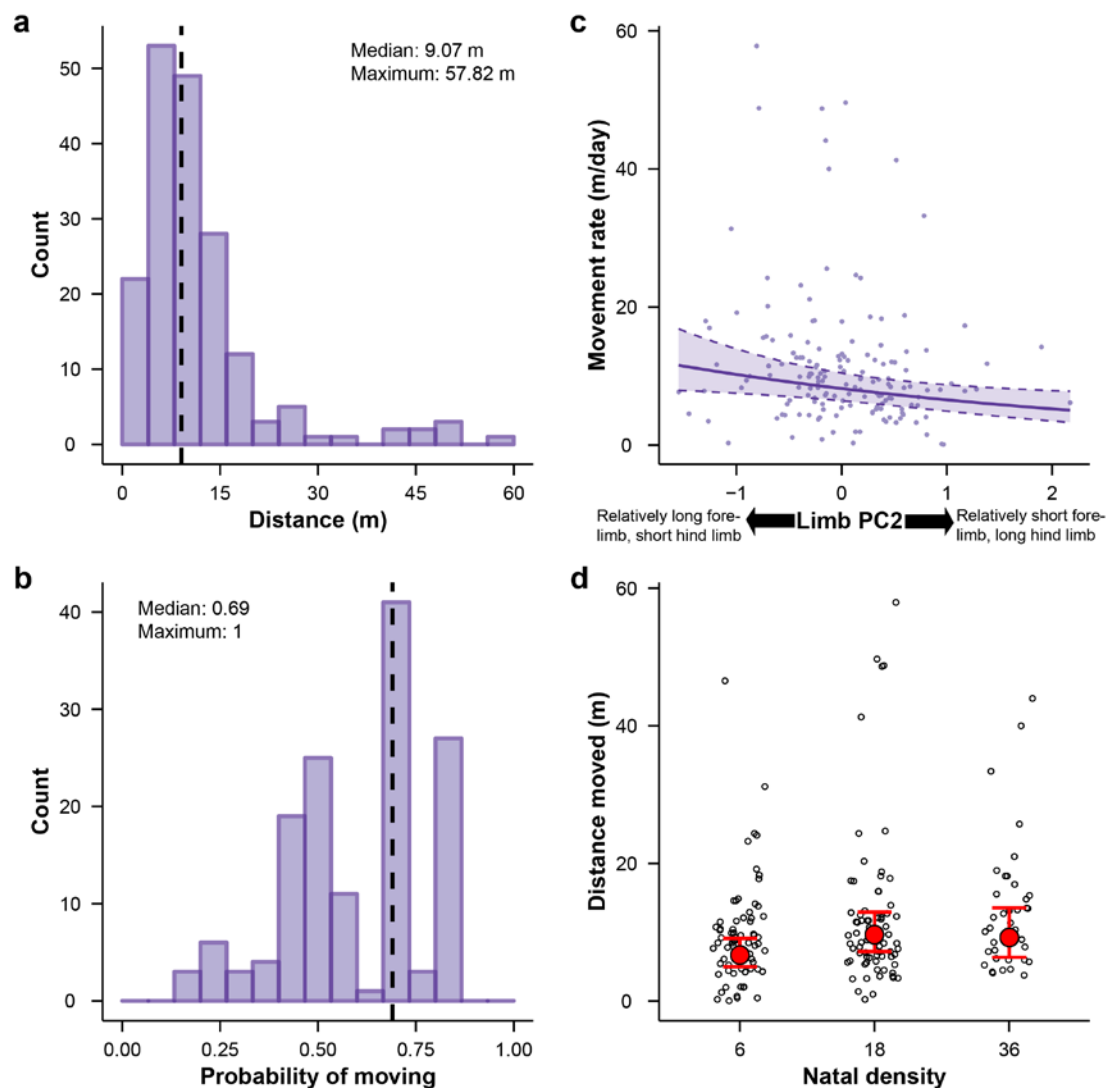 a
Median: 9.07 m
Maximum: 57.82 m
Count
50
40
30
20
10
0
0 15 30 45 60
Distance (m)
b
Median: 0.69
Maximum: 1
Count
40
30
20
10
0
0.00 0.25 0.50 0.75 1.00
Probability of moving
c
Movement rate (m/day)
60
40
20
0
−1 0 1 2
Relatively long fore-
limb, short hind limb
Limb PC2
Relatively short fore-
limb, long hind limb
d
Distance moved (m)
60
40
20
0
6 18 36
Natal density